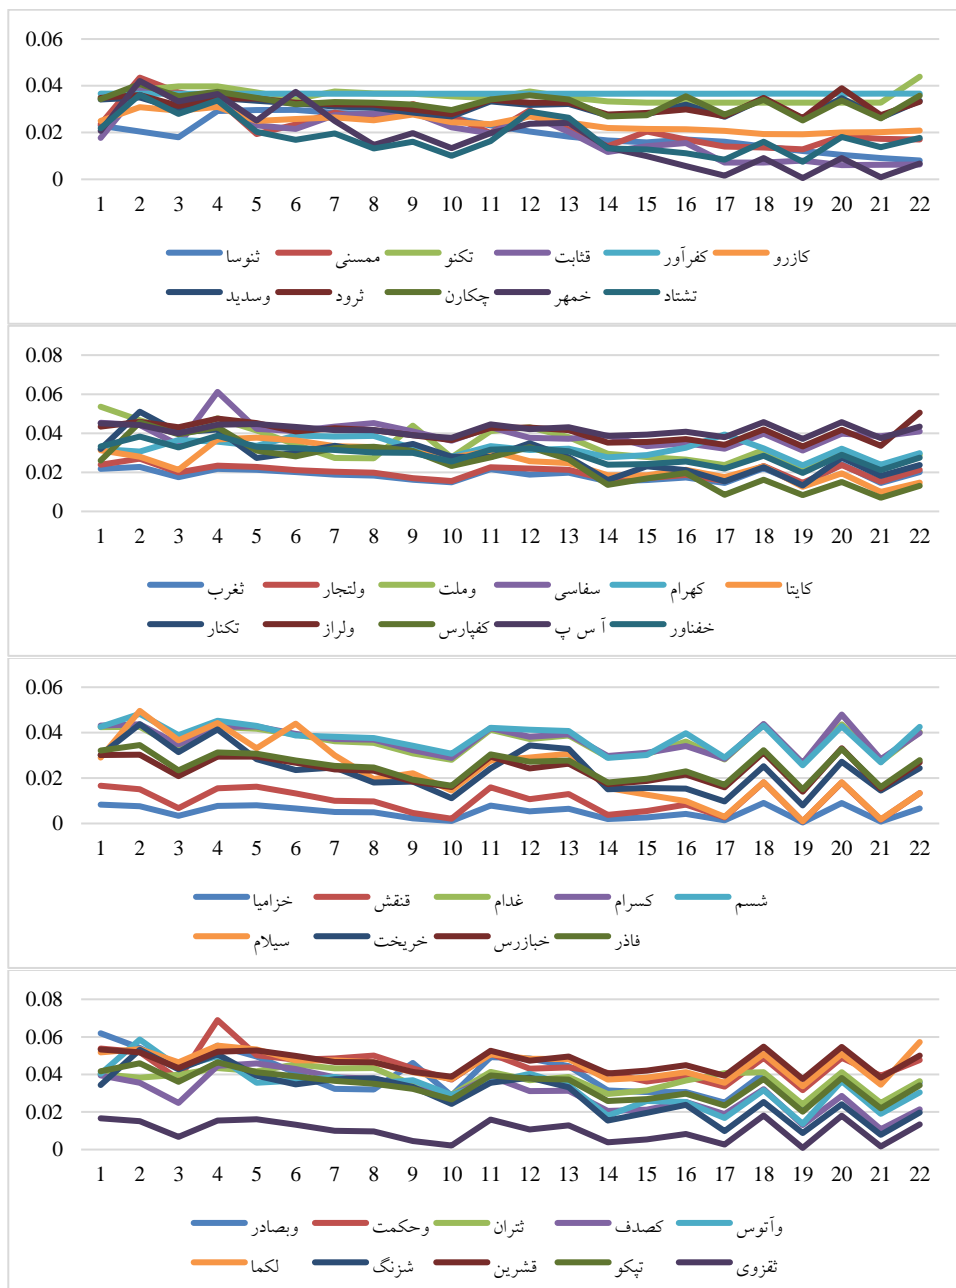 0.06
0.04
0.02
0
1 2 3 4 5 6 7 8 9 10 11 12 13 14 15 16 17 18 19 20 21 22
ثنوسا ممسنی تکنو قثابت کفرآور کازرو
وسدید ثرود چکارن خمهر تشتاد
0.08
0.06
0.04
0.02
0
1 2 3 4 5 6 7 8 9 10 11 12 13 14 15 16 17 18 19 20 21 22
ثغرب ولتجار وملت سفاسی کهرام کایتا
تکنار ولراز کفپارس آ س پ خفناور
0.06
0.04
0.02
0
1 2 3 4 5 6 7 8 9 10 11 12 13 14 15 16 17 18 19 20 21 22
خزامیا قنقش غدام کسرام شسم
سیلام خریخت خبازرس فاذر
0.08
0.06
0.04
0.02
0
1 2 3 4 5 6 7 8 9 10 11 12 13 14 15 16 17 18 19 20 21 22
وبصادر وحکمت ثتران کصدف وآتوس
لکما شزنگ قشرین تپکو ثقزوی